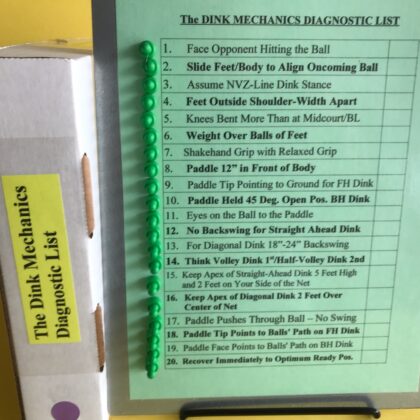 The DINK MECHANICS DIAGNOSTIC LIST
1. Face Opponent Hitting the Ball
2. Slide Feet/Body to Align Oncoming Ball
3. Assume NVZ-Line Dink Stance
4. Feet Outside Shoulder-Width Apart
5. Knees Bent More Than at Midcourt/BL
6. Weight Over Balls of Feet
7. Shakehand Grip with Relaxed Grip
8. Paddle 12" in Front of Body
9. Paddle Tip Pointing to Ground for FH Dink
10. Paddle Held 45 Deg. Open Pos. BH Dink
11. Eyes on the Ball to the Paddle
12. No Backswing for Straight Ahead Dink
13. For Diagonal Dink 18"-24" Backswing
14. Think Volley Dink 1st/Half-Volley Dink 2nd
15. Keep Apex of Straight-Ahead Dink 5 Feet High
and 2 Feet on Your Side of the Net
16. Keep Apex of Diagonal Dink 2 Feet Over
Center of Net
17. Paddle Pushes Through Ball – No Swing
18. Paddle Tip Points to Balls' Path on FH Dink
19. Paddle Face Points to Balls' Path on BH Dink
20. Recover Immediately to Optimum Ready Pos.
The Dink Mechanics
Diagnostic List